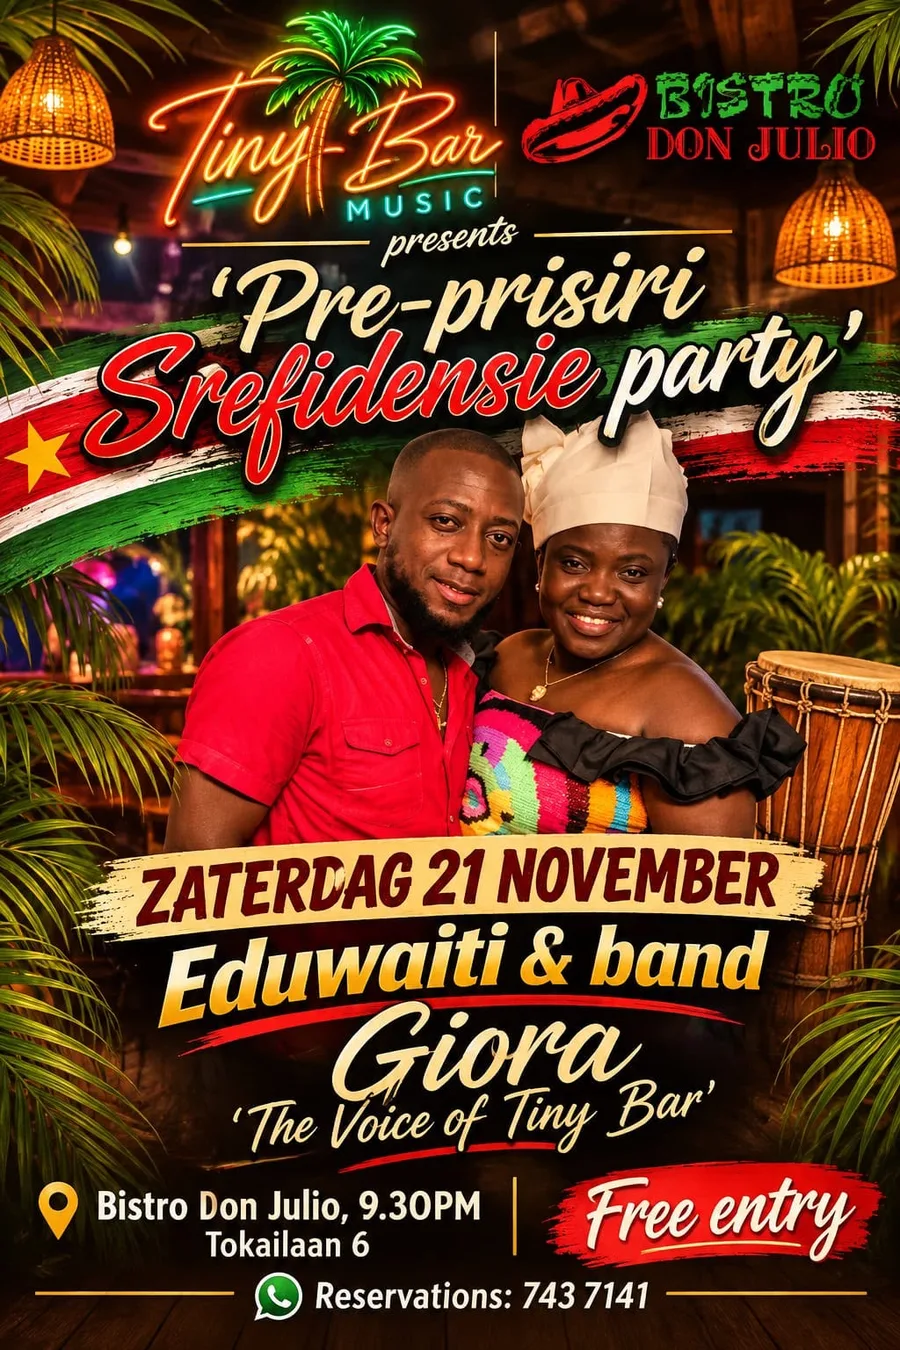 Tiny Bar
MUSIC
BISTRO
DON JULIO
presents
‘Pre-prisiri
Srefidensie party’
ZATERDAG 21 NOVEMBER
Eduwaiti & band
Giora
‘The Voice of Tiny Bar’
Bistro Don Julio, 9.30PM
Tokailaan 6
Free entry
Reservations: 743 7141